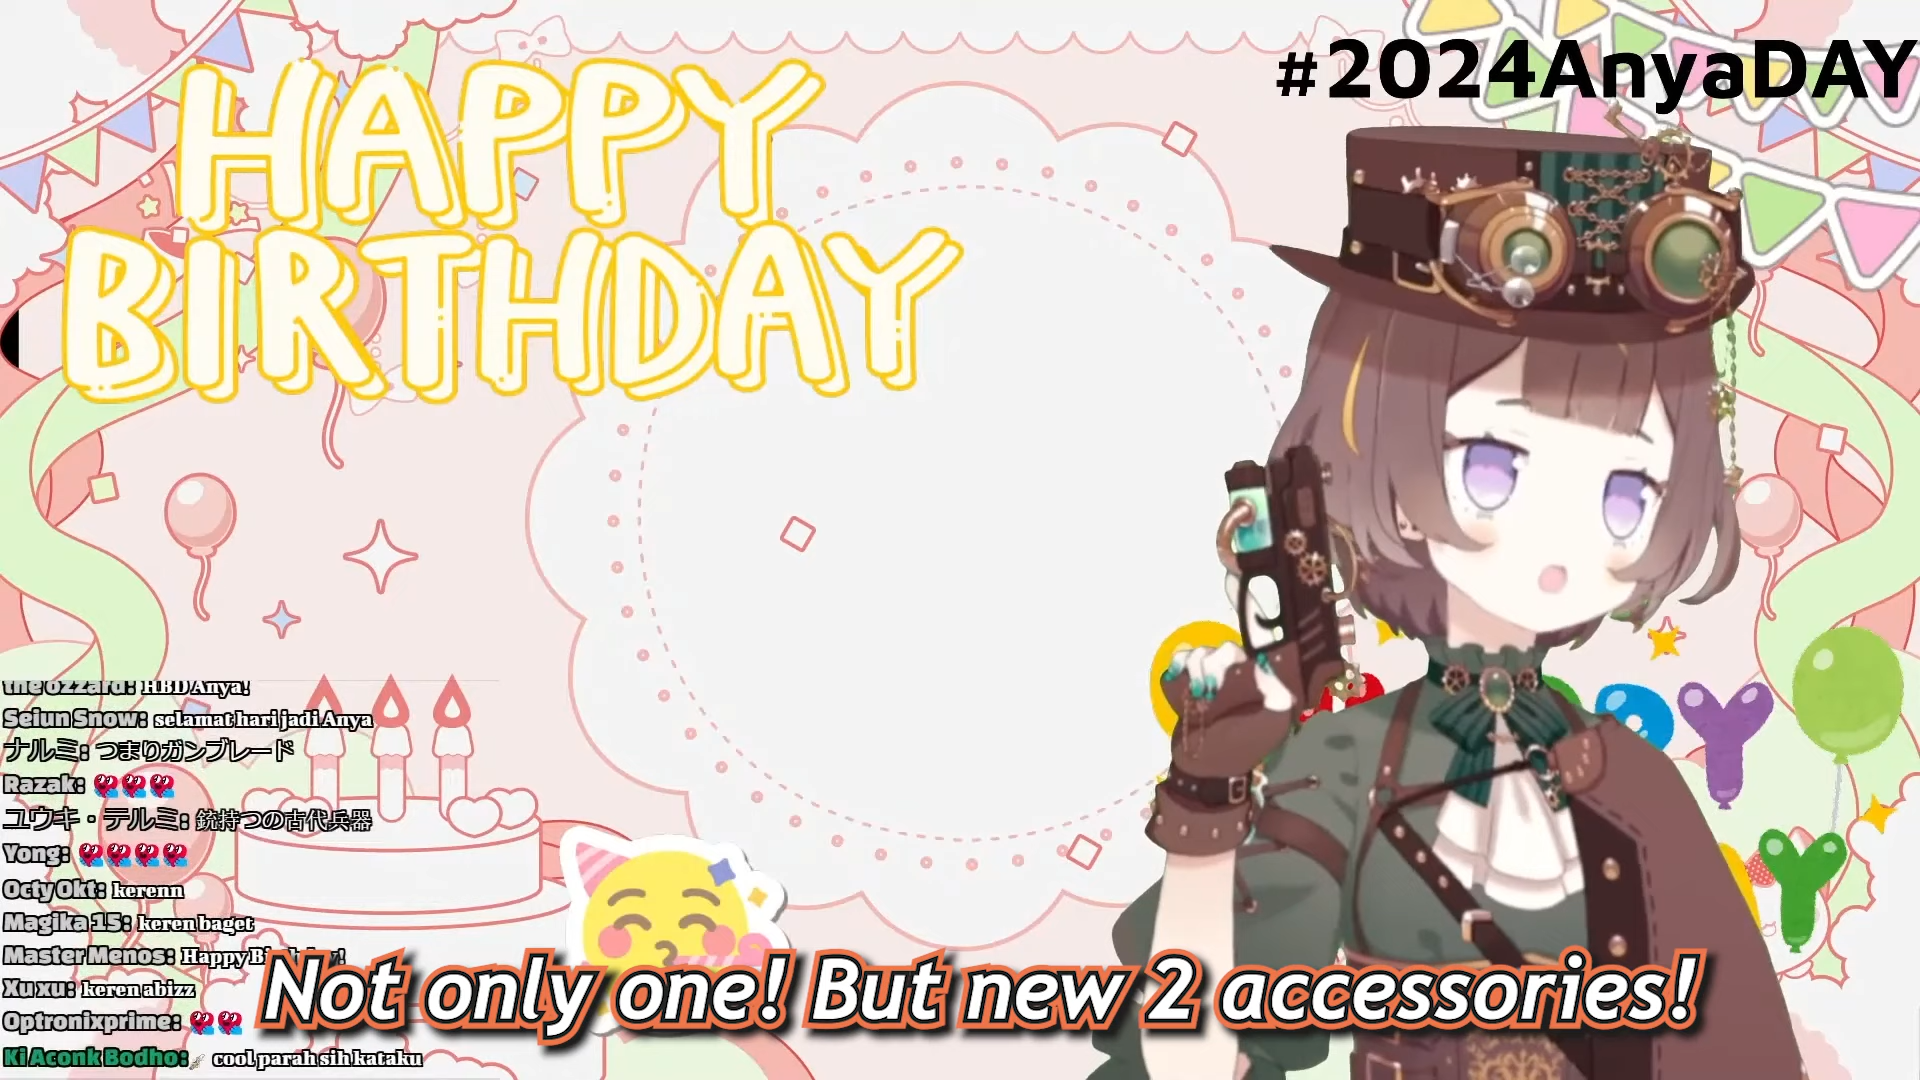 #2024AnyaDAY
HAPPY
BIRTHDAY
the ozzard: HBD Anya!
Seiun Snow: selamat hari jadi Anya
ナルミ: つまりガンブレード
Razak:
ユウキ・テルミ: 銃持つの古代兵器
Yong:
Octy Okt: kerenn
Magika 15: keren baget
Master Menos: Happy Birthday!
Xu xu: keren abizz
Optronixprime:
Ki Aconk Bodho: cool parah sih kataku
Not only one! But new 2 accessories!